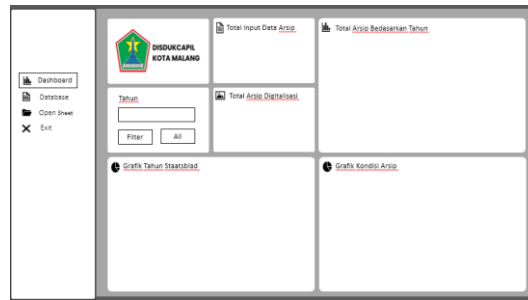 Dashboard
Database
Open Sheet
Exit
DISDUKCAPIL
KOTA MALANG
Total Input Data Arsip
Total Arsip Bedasarkan Tahun
Tahun
Filter
All
Total Arsip Digitalisasi
Grafik Tahun Staatsblad
Grafik Kondisi Arsip